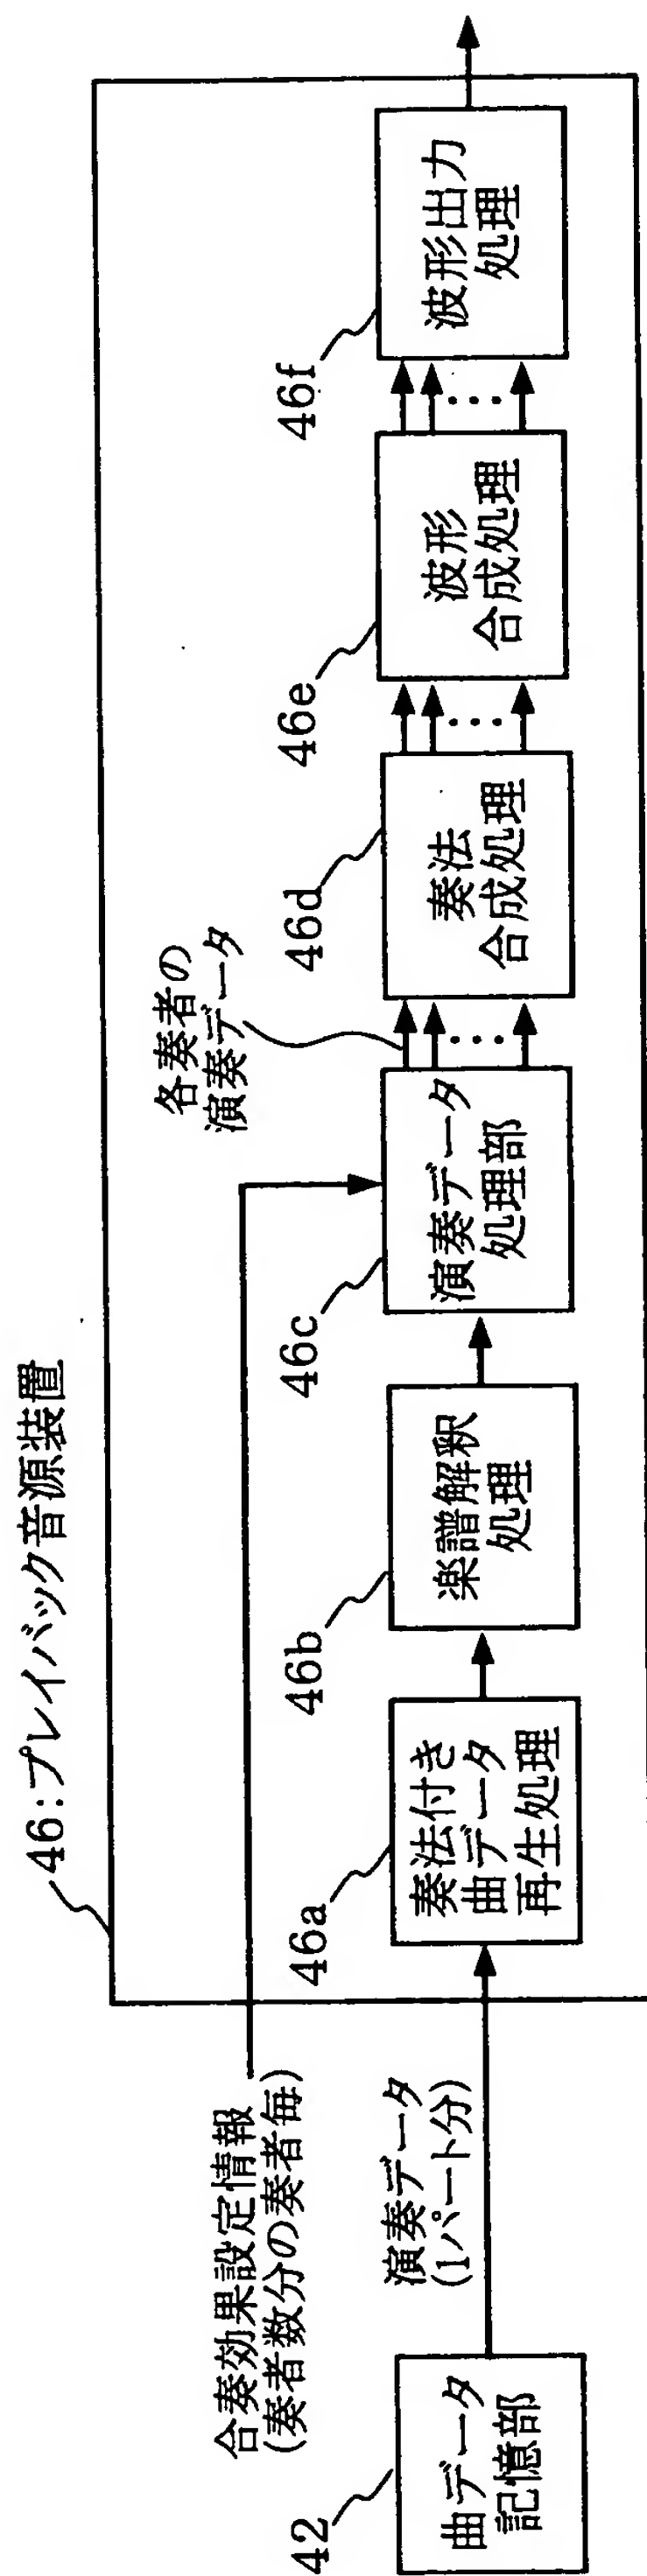 46:プレイバック音源装置
合奏効果設定情報
(奏者数分の奏者毎)
各奏者の
演奏データ
42
曲データ
記憶部
演奏データ
(1パート分)
46a
奏法付き
曲データ
再生処理
46b
楽譜解釈
処理
46c
演奏データ
処理部
46d
奏法
合成処理
46e
波形
合成処理
46f
波形出力
処理